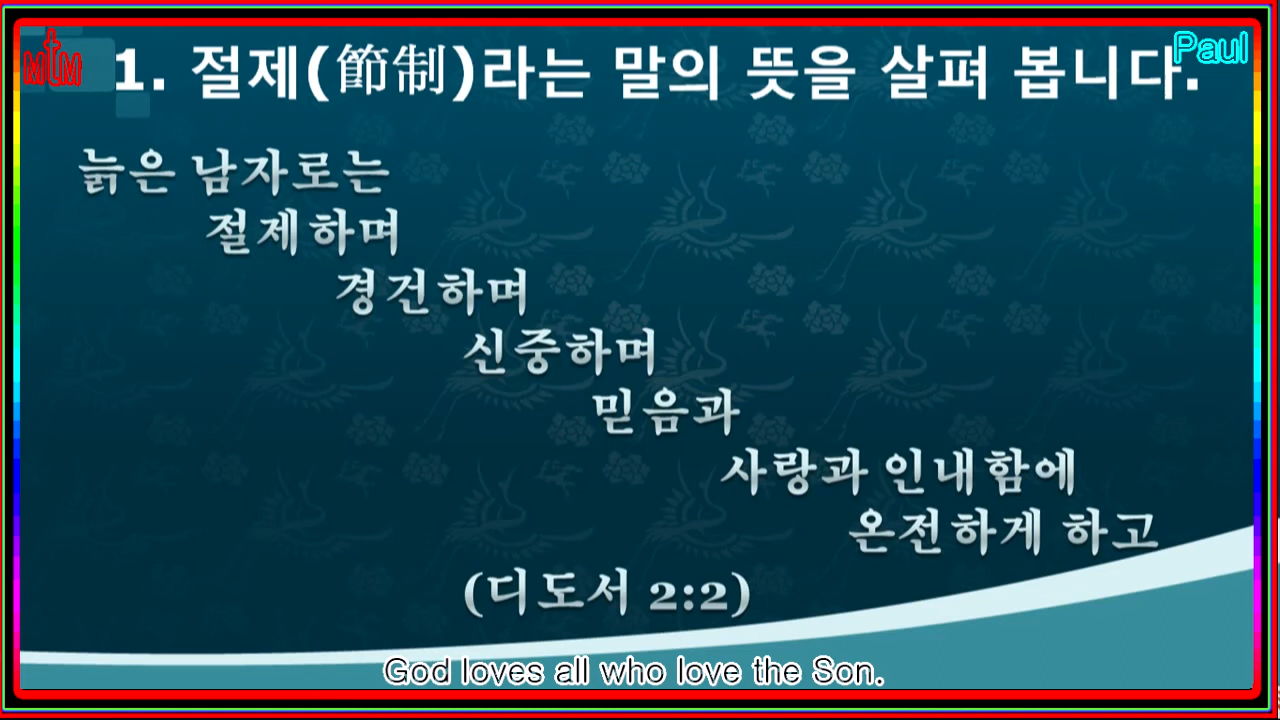 MtM
Paul
1. 절제(節制)라는 말의 뜻을 살펴 봅니다.
늙은 남자로는
절제하며
경건하며
신중하며
믿음과
사랑과 인내함에
온전하게 하고
(디도서 2:2)
God loves all who love the Son.